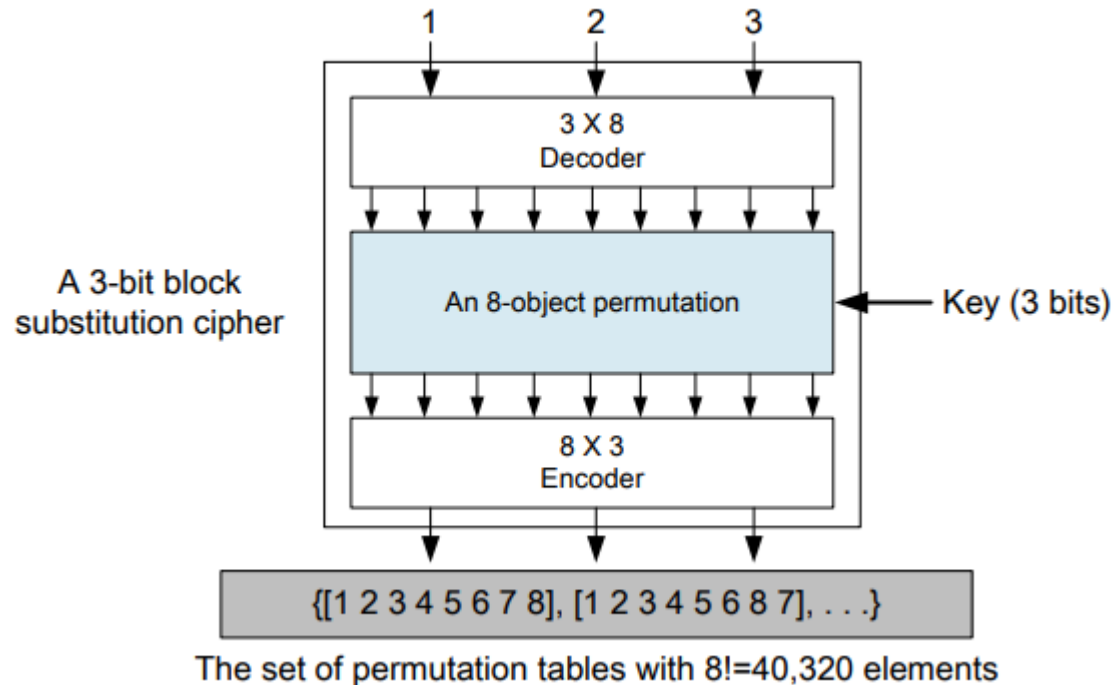 1 2 3
3 X 8
Decoder
A 3-bit block
substitution cipher
An 8-object permutation
Key (3 bits)
8 X 3
Encoder
{[1 2 3 4 5 6 7 8], [1 2 3 4 5 6 8 7], . . .}
The set of permutation tables with 8!=40,320 elements